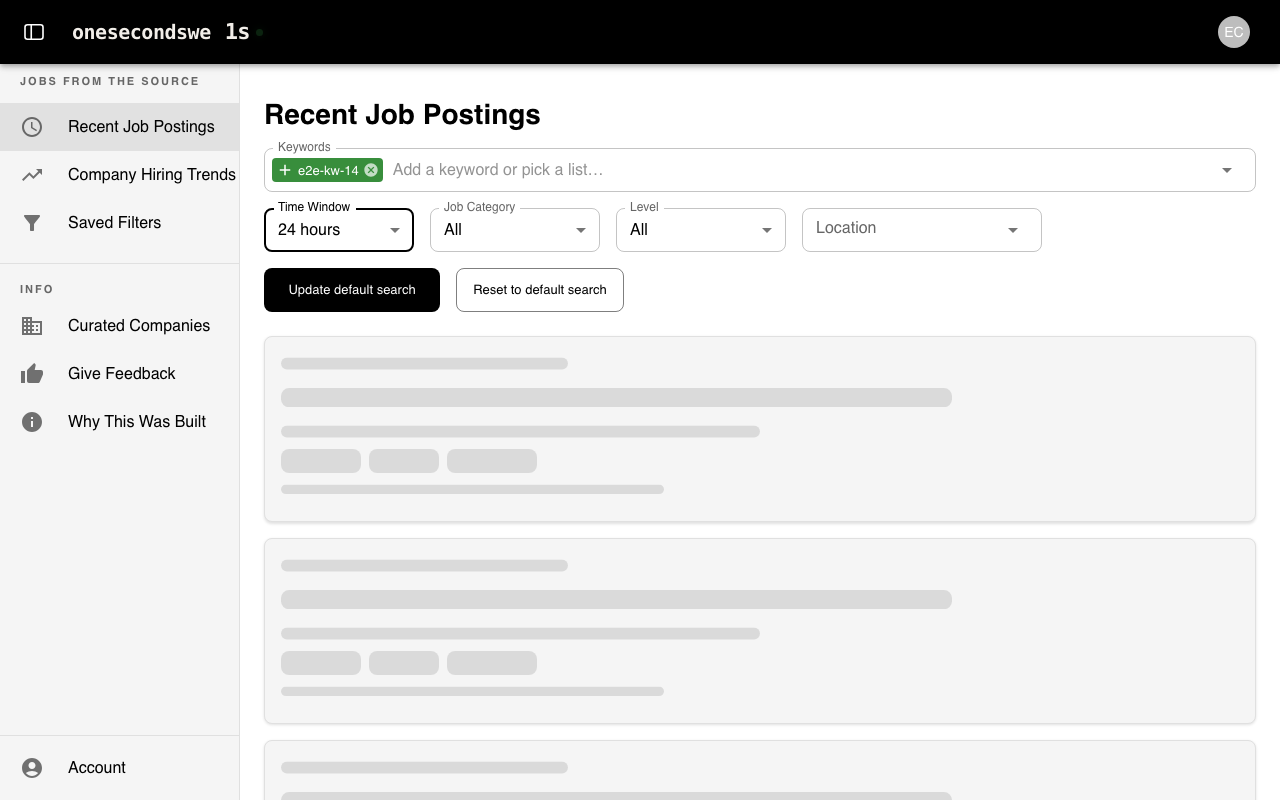 onesecondswe 1s
EC
JOBS FROM THE SOURCE
Recent Job Postings
Company Hiring Trends
Saved Filters
INFO
Curated Companies
Give Feedback
Why This Was Built
Account
Recent Job Postings
Keywords
e2e-kw-14
Add a keyword or pick a list…
Time Window
24 hours
Job Category
All
Level
All
Location
Update default search
Reset to default search